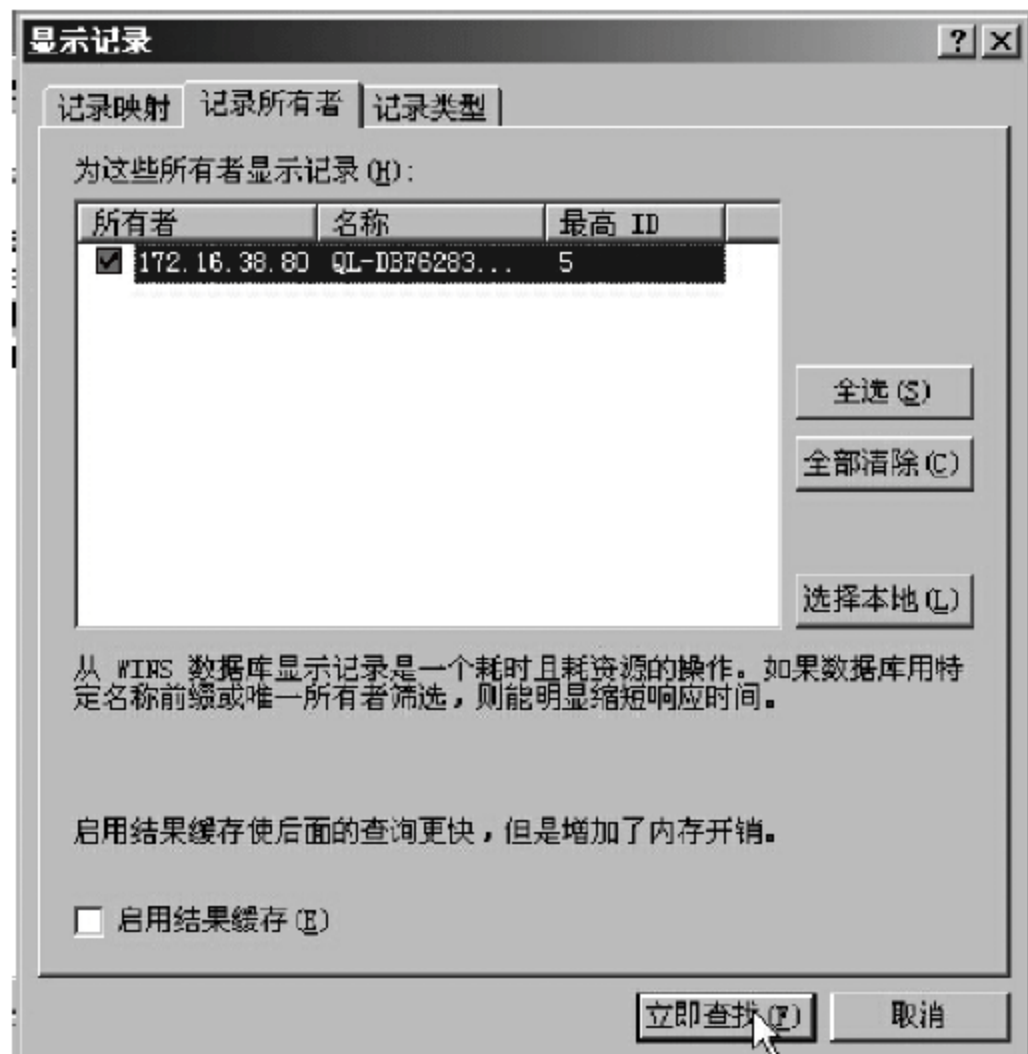 显示记录
记录映射 记录所有者 记录类型
为这些所有者显示记录(H):
所有者 名称 最高 ID
172.16.38.80 QL-DBF6283... 5
全选(S)
全部清除(C)
选择本地(L)
从 WINS 数据库显示记录是一个耗时且耗资源的操作。如果数据库用特
定名称前缀或唯一所有者筛选，则能明显缩短响应时间。
启用结果缓存使后面的查询更快，但是增加了内存开销。
启用结果缓存(E)
立即查找(F) 取消